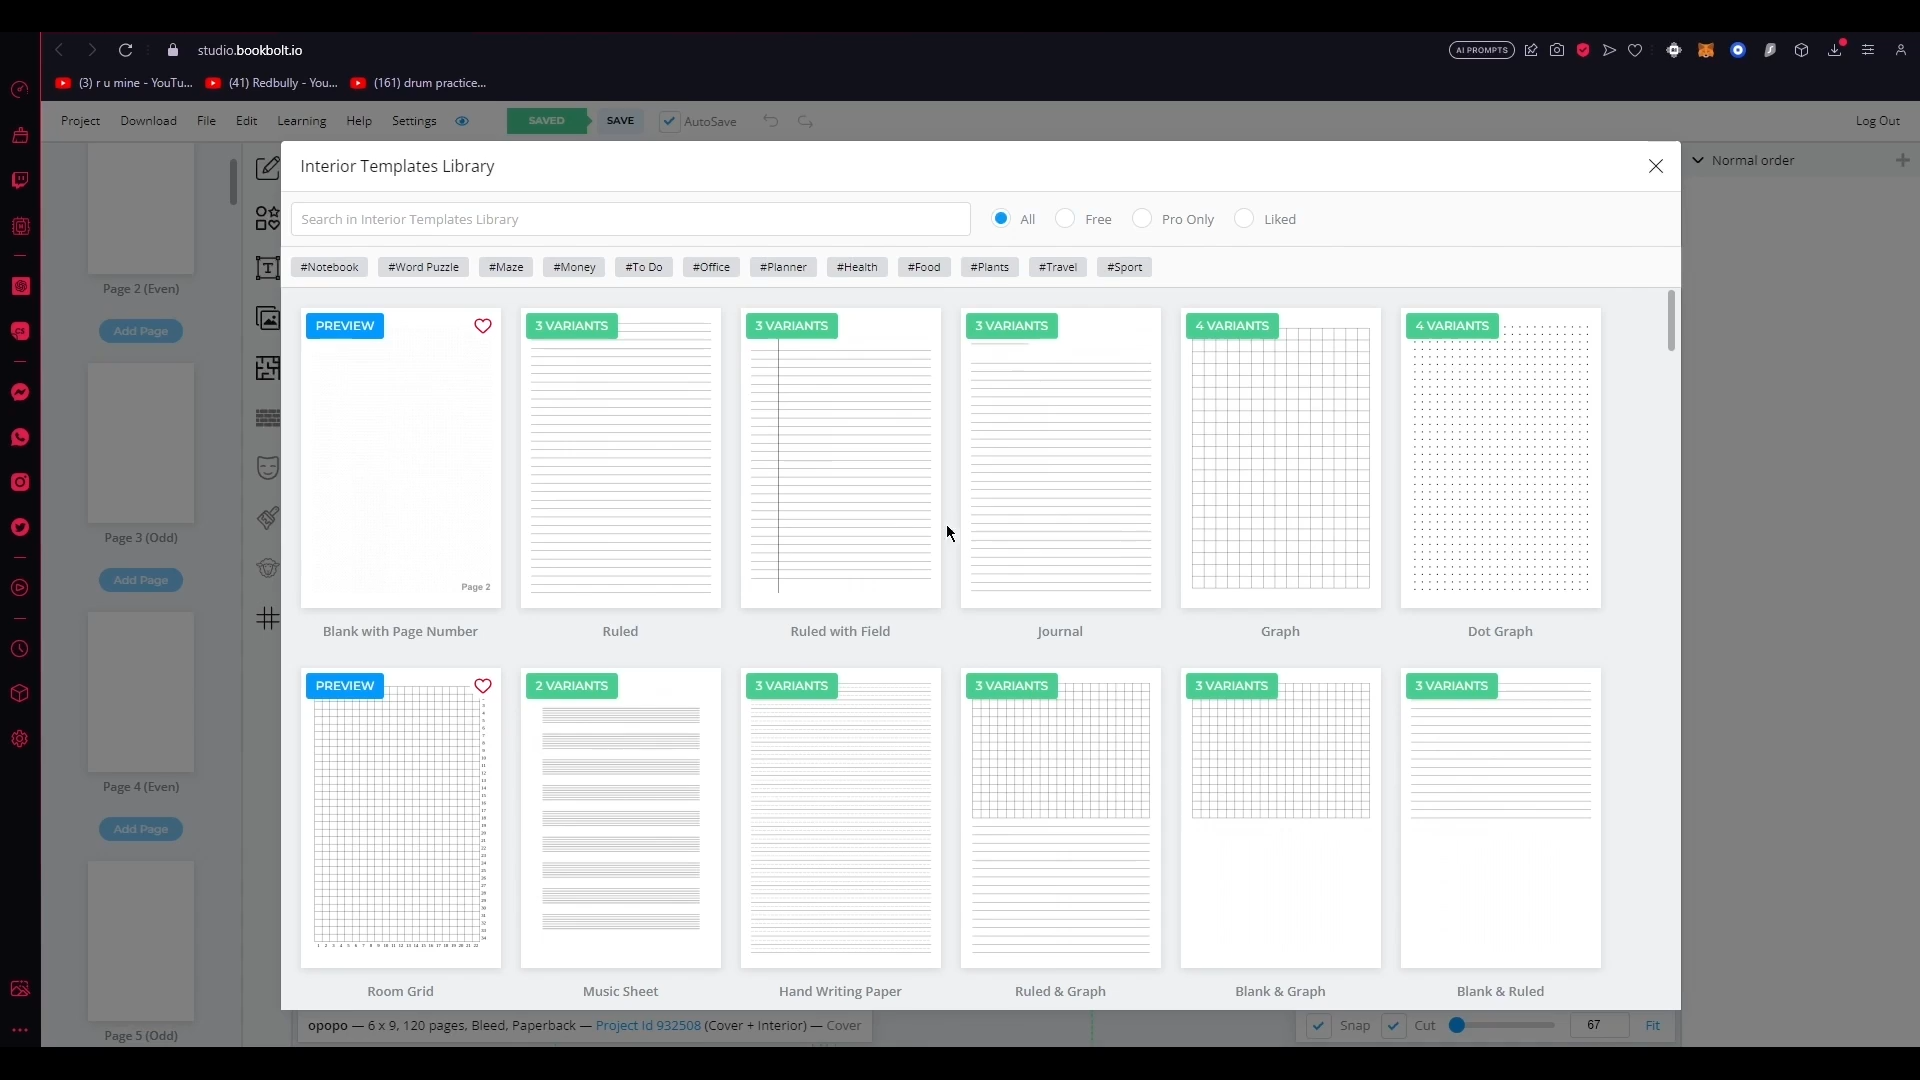 studio.bookbolt.io
AI PROMPTS
(3) r u mine - YouTu...
(41) Redbully - You...
(161) drum practice...
Project
Download
File
Edit
Learning
Help
Settings
SAVED
SAVE
AutoSave
Log Out
Interior Templates Library
Normal order
Search in Interior Templates Library
All
Free
Pro Only
Liked
#Notebook
#Word Puzzle
#Maze
#Money
#To Do
#Office
#Planner
#Health
#Food
#Plants
#Travel
#Sport
Page 2 (Even)
Add Page
Page 3 (Odd)
Add Page
Page 4 (Even)
Add Page
Page 5 (Odd)
PREVIEW
3 VARIANTS
3 VARIANTS
3 VARIANTS
4 VARIANTS
4 VARIANTS
Page 2
Blank with Page Number
Ruled
Ruled with Field
Journal
Graph
Dot Graph
PREVIEW
2 VARIANTS
3 VARIANTS
3 VARIANTS
3 VARIANTS
3 VARIANTS
Room Grid
Music Sheet
Hand Writing Paper
Ruled & Graph
Blank & Graph
Blank & Ruled
opopo — 6 x 9, 120 pages, Bleed, Paperback — Project Id 932508 (Cover + Interior) — Cover
Snap
Cut
67
Fit